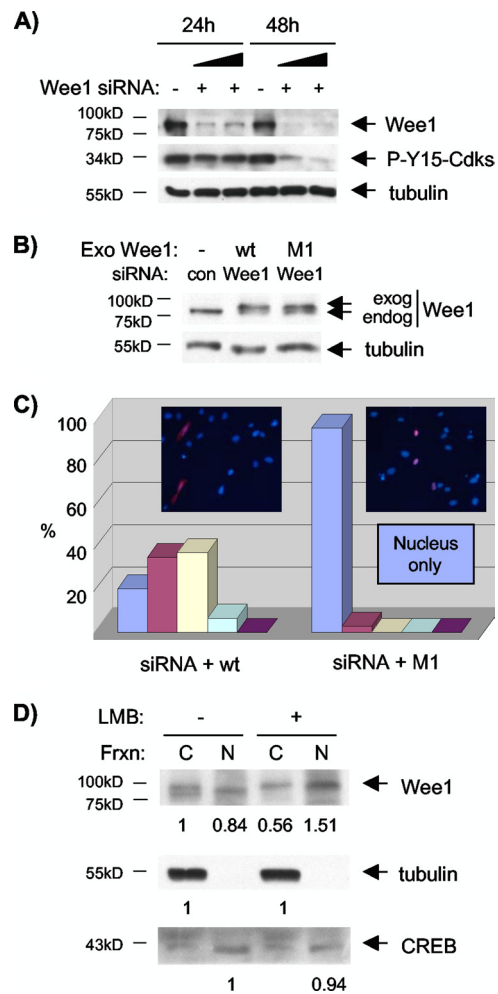 A)
24h 48h
Wee1 siRNA: - + + - + +
100kD
75kD
Wee1
34kD
P-Y15-Cdks
55kD
tubulin
B)
Exo Wee1: - wt M1
siRNA: con Wee1 Wee1
100kD
75kD
exog
endog
Wee1
55kD
tubulin
C)
100
80
60
%
40
20
Nucleus
only
siRNA + wt siRNA + M1
D)
LMB: - +
Frxn: C N C N
100kD
75kD
Wee1
1 0.84 0.56 1.51
55kD
tubulin
1 1
43kD
CREB
1 0.94